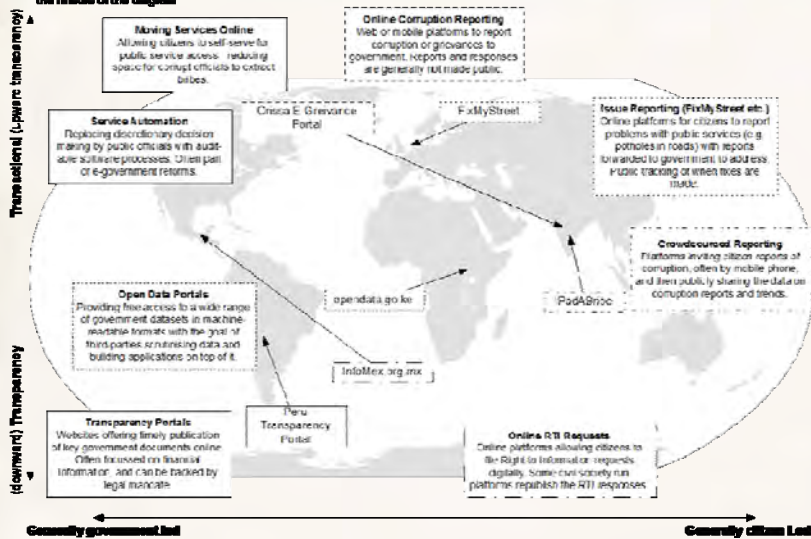 the middle of the diagram
Transactional (upward transparency)
(downward) Transparency
Moving Services Online
Allowing citizens to self-serve for
public service access - reducing
space for corrupt officials to extract
bribes.
Online Corruption Reporting
Web or mobile platforms to report
corruption or grievances to
government. Reports and responses
are generally not made public.
Service Automation
Replacing discretionary decision
making by public officials with audit-
able software processes. Often part
of e-government reforms.
Orissa E Grievance
Portal
FixMyStreet
Issue Reporting (FixMyStreet etc.)
Online platforms for citizens to report
problems with public services (e.g.
potholes in roads) with reports
forwarded to government to address.
Public tracking of when fixes are
made.
Crowdsourced Reporting
Platforms inviting citizen reports of
corruption, often by mobile phone,
and then publicly sharing the data on
corruption reports and trends.
Open Data Portals
Providing free access to a wide range
of government datasets in machine-
readable formats with the goal of
third-parties scrutinising data and
building applications on top of it.
opendata.go.ke
IPaidABribe
InfoMex.org.mx
Transparency Portals
Websites offering timely publication
of key government documents online.
Often focussed on financial
information, and can be backed by
legal mandate
Peru
Transparency
Portal
Online RTI Requests
Online platforms allowing citizens to
file Right to Information requests
digitally. Some civil society run
platforms republish the RTI responses
Generally government led
Generally citizen Led